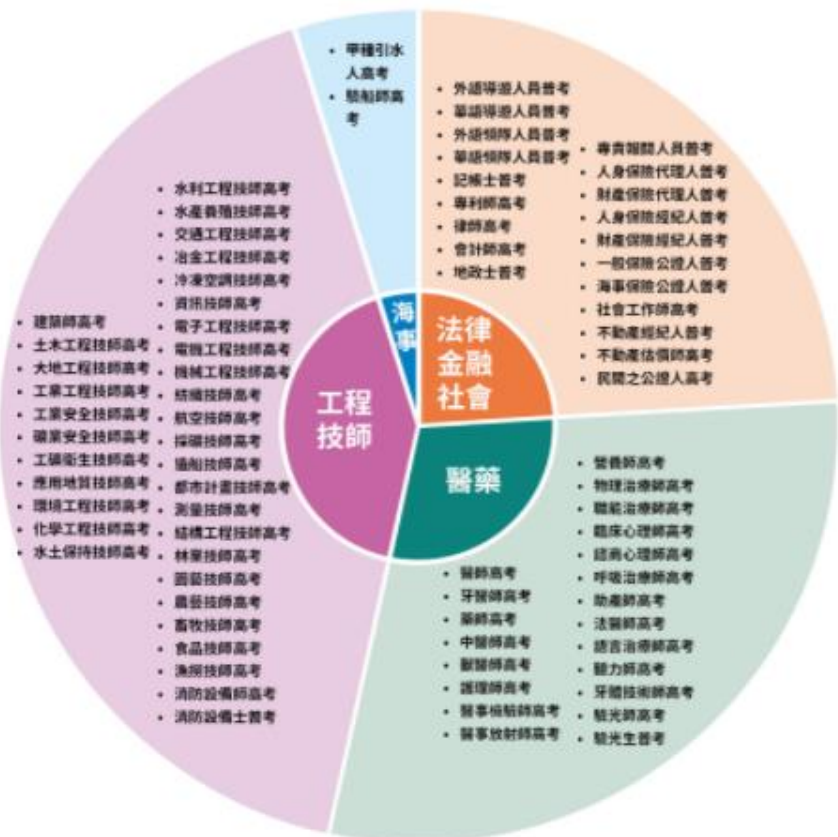 甲種引水
人高考
驗船師高
考
外語導遊人員普考
華語導遊人員普考
外語領隊人員普考
華語領隊人員普考
記帳士普考
專利師高考
律師高考
會計師高考
地政士普考
專責報關人員普考
人身保險代理人普考
財產保險代理人普考
人身保險經紀人普考
財產保險經紀人普考
一般保險公證人普考
海事保險公證人普考
社會工作師高考
不動產經紀人普考
不動產估價師高考
民間之公證人高考
水利工程技師高考
水產養殖技師高考
交通工程技師高考
冶金工程技師高考
冷凍空調技師高考
資訊技師高考
電子工程技師高考
電機工程技師高考
機械工程技師高考
紡織技師高考
航空技師高考
採礦技師高考
造船技師高考
都市計畫技師高考
測量技師高考
結構工程技師高考
林業技師高考
園藝技師高考
農藝技師高考
畜牧技師高考
食品技師高考
漁撈技師高考
消防設備師高考
消防設備士普考
建築師高考
土木工程技師高考
大地工程技師高考
工業工程技師高考
工業安全技師高考
礦業安全技師高考
工礦衛生技師高考
應用地質技師高考
環境工程技師高考
化學工程技師高考
水土保持技師高考
海事
法律
金融
社會
工程
技師
醫藥
醫師高考
牙醫師高考
藥師高考
中醫師高考
獸醫師高考
護理師高考
醫事檢驗師高考
醫事放射師高考
營養師高考
物理治療師高考
職能治療師高考
臨床心理師高考
諮商心理師高考
呼吸治療師高考
助產師高考
法醫師高考
語言治療師高考
聽力師高考
牙體技術師高考
驗光師高考
驗光生普考